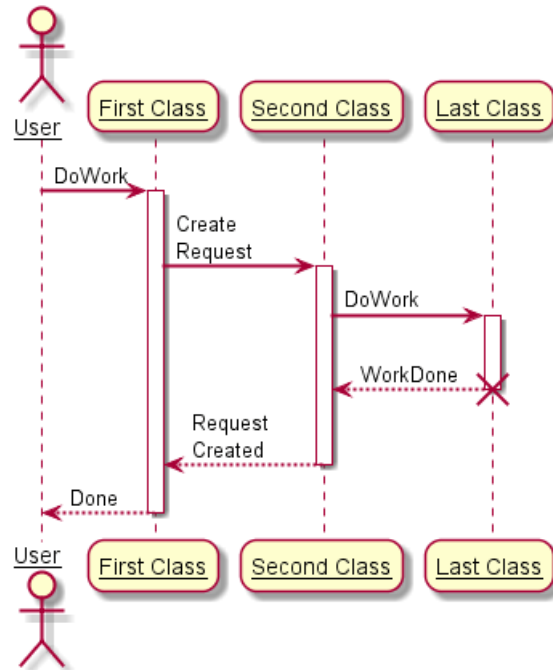 User
First Class
Second Class
Last Class
DoWork
Create
Request
DoWork
WorkDone
Request
Created
Done
User
First Class
Second Class
Last Class